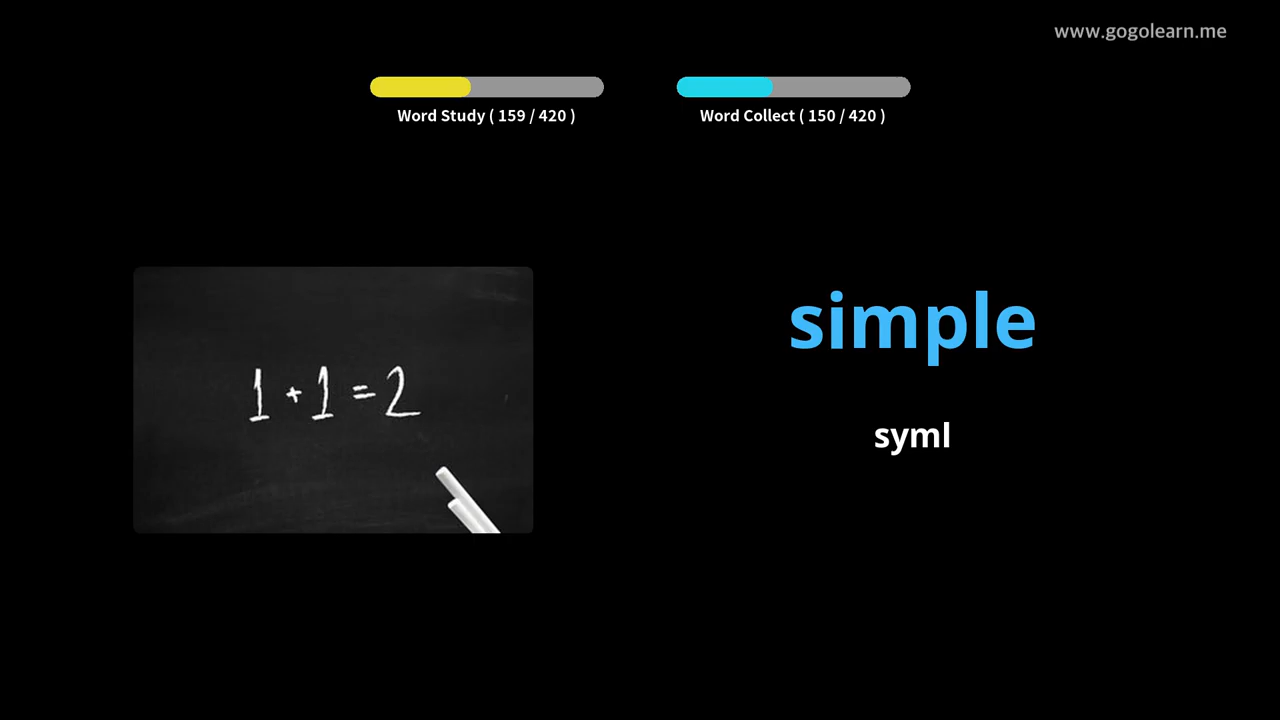 www.gogolearn.me
Word Study ( 159 / 420 )
Word Collect ( 150 / 420 )
1 + 1 = 2
simple
syml